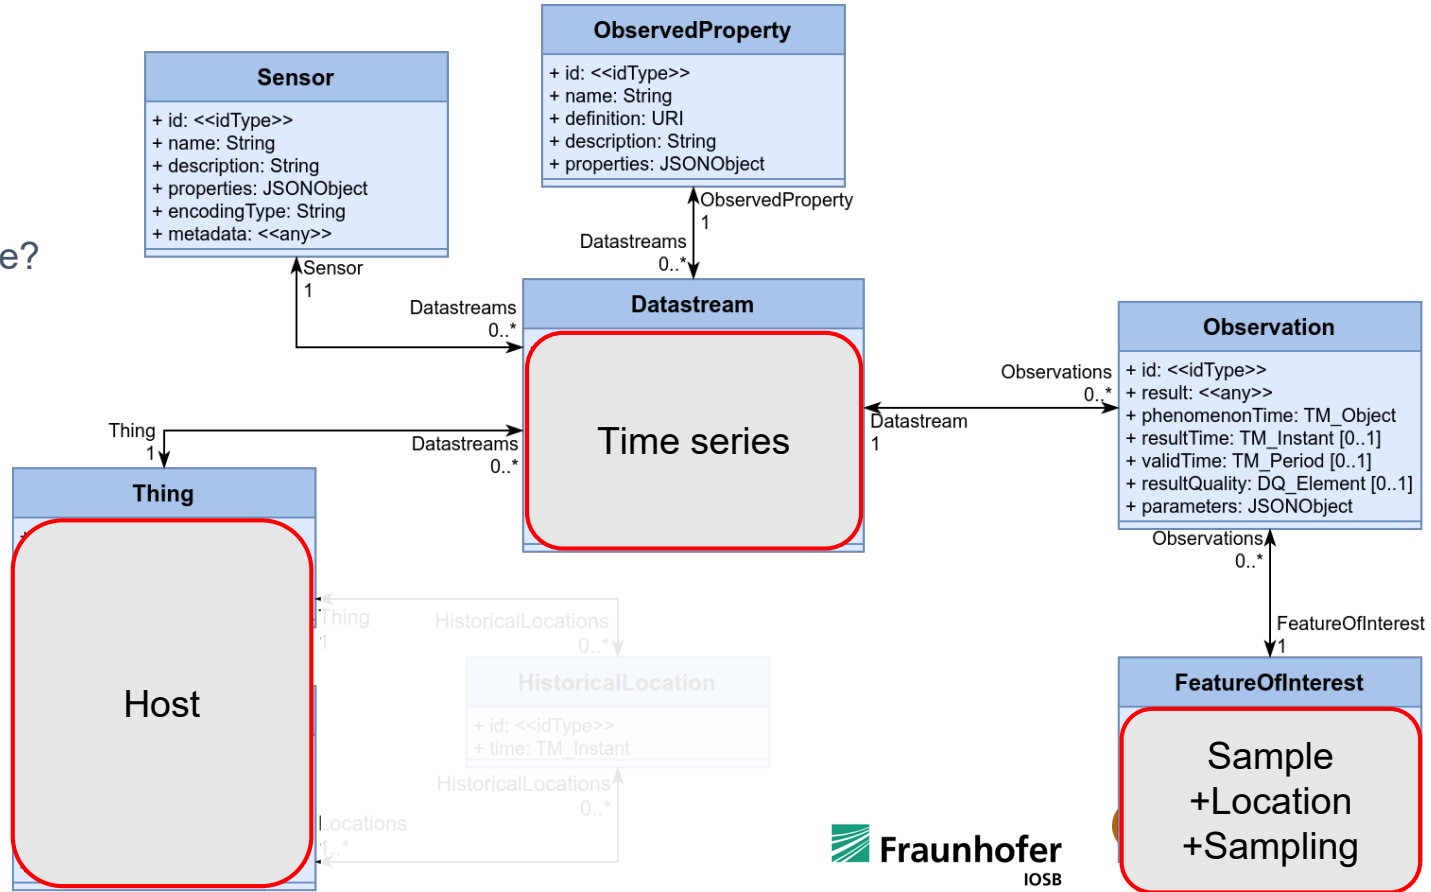 ObservedProperty
+ id: <<idType>>
+ name: String
+ definition: URI
+ description: String
+ properties: JSONObject
Sensor
+ id: <<idType>>
+ name: String
+ description: String
+ properties: JSONObject
+ encodingType: String
+ metadata: <<any>>
e?
ObservedProperty
1
Datastreams
0..*
Sensor
1
Datastreams
0..*
Datastream
Time series
Observation
+ id: <<idType>>
+ result: <<any>>
+ phenomenonTime: TM_Object
+ resultTime: TM_Instant [0..1]
+ validTime: TM_Period [0..1]
+ resultQuality: DQ_Element [0..1]
+ parameters: JSONObject
Observations
0..*
Datastream
1
Thing
1
Datastreams
0..*
Thing
Host
Thing
1
HistoricalLocations
0..*
HistoricalLocation
+ id: <<idType>>
+ time: TM_Instant
HistoricalLocations
0..*
Locations
1..*
Observations
0..*
FeatureOfInterest
1
FeatureOfInterest
Sample
+Location
+Sampling
Fraunhofer
IOSB